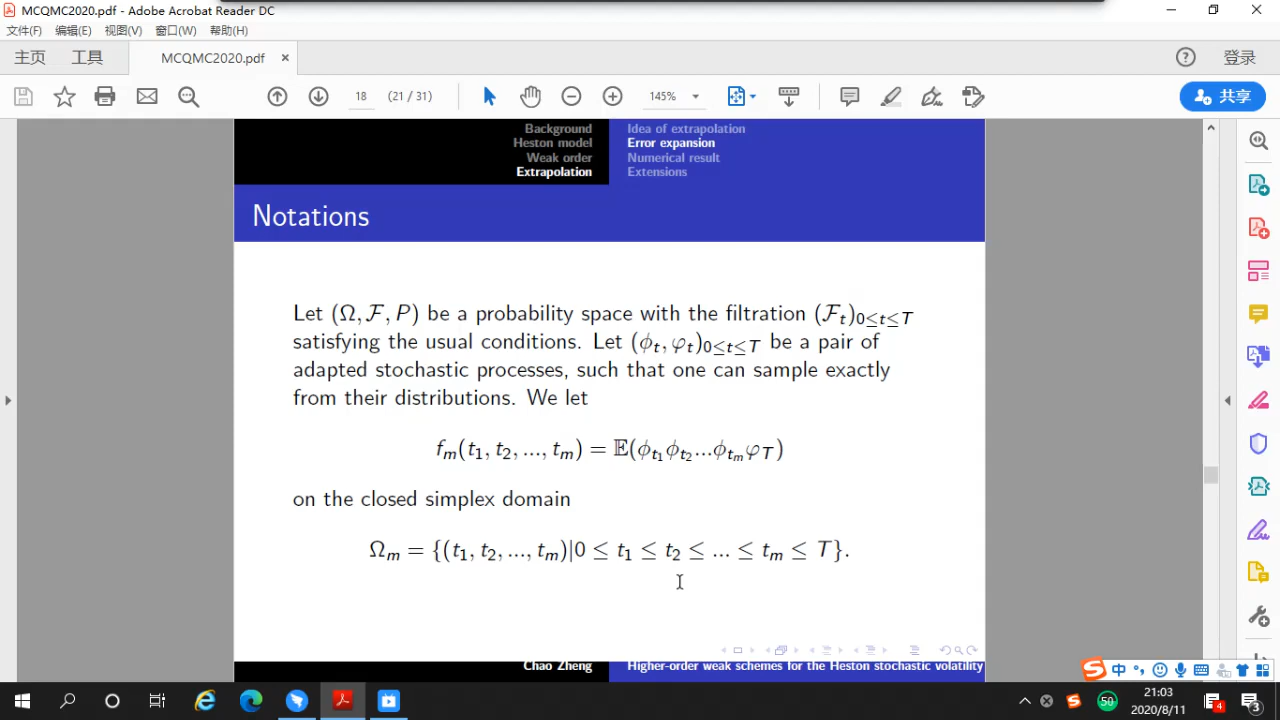 MCQMC2020.pdf - Adobe Acrobat Reader DC
文件(F) 编辑(E) 视图(V) 窗口(W) 帮助(H)
主页 工具 MCQMC2020.pdf × 登录
18 (21 / 31) 145% 共享
Background
Heston model
Weak order
Extrapolation
Idea of extrapolation
Error expansion
Numerical result
Extensions
Notations
Let (Ω, ℱ, P) be a probability space with the filtration (ℱ_t)_{0≤t≤T}
satisfying the usual conditions. Let (ϕ_t, φ_t)_{0≤t≤T} be a pair of
adapted stochastic processes, such that one can sample exactly
from their distributions. We let
f_m(t_1, t_2, ..., t_m) = 𝔼(ϕ_{t_1}ϕ_{t_2}...ϕ_{t_m}φ_T)
on the closed simplex domain
Ω_m = {(t_1, t_2, ..., t_m)|0 ≤ t_1 ≤ t_2 ≤ ... ≤ t_m ≤ T}.
Chao Zheng Higher-order weak schemes for the Heston stochastic volatility
中
50
21:03
2020/8/11
4
3